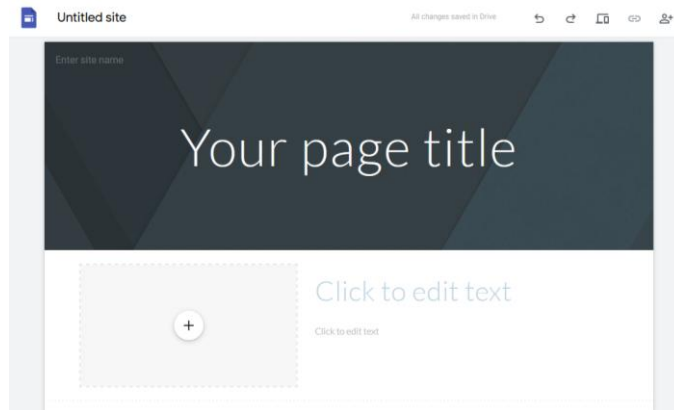 Untitled site
All changes saved in Drive
Enter site name
Your page title
Click to edit text
Click to edit text